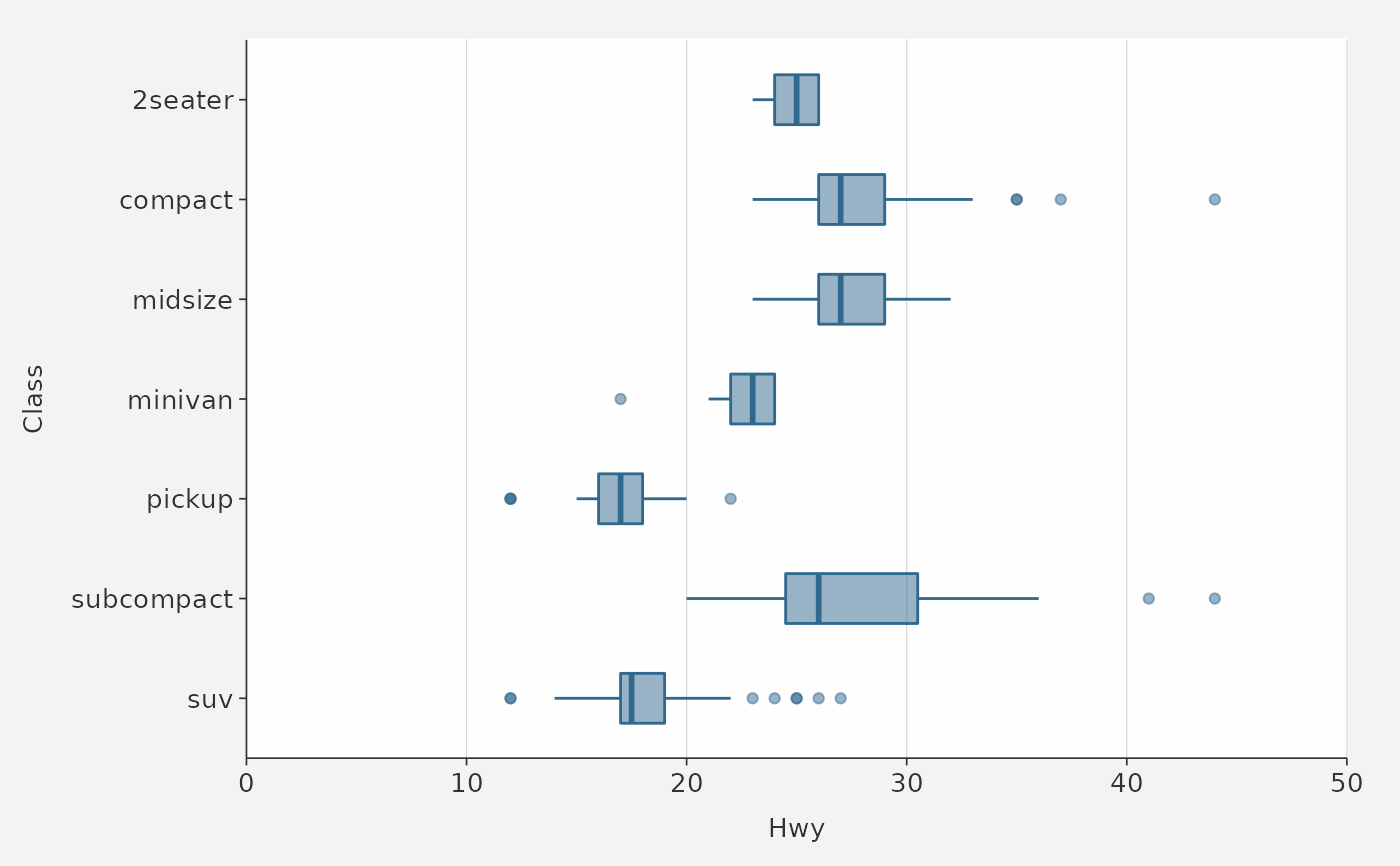 2seater
compact
midsize
minivan
pickup
subcompact
suv
Class
0 10 20 30 40 50
Hwy